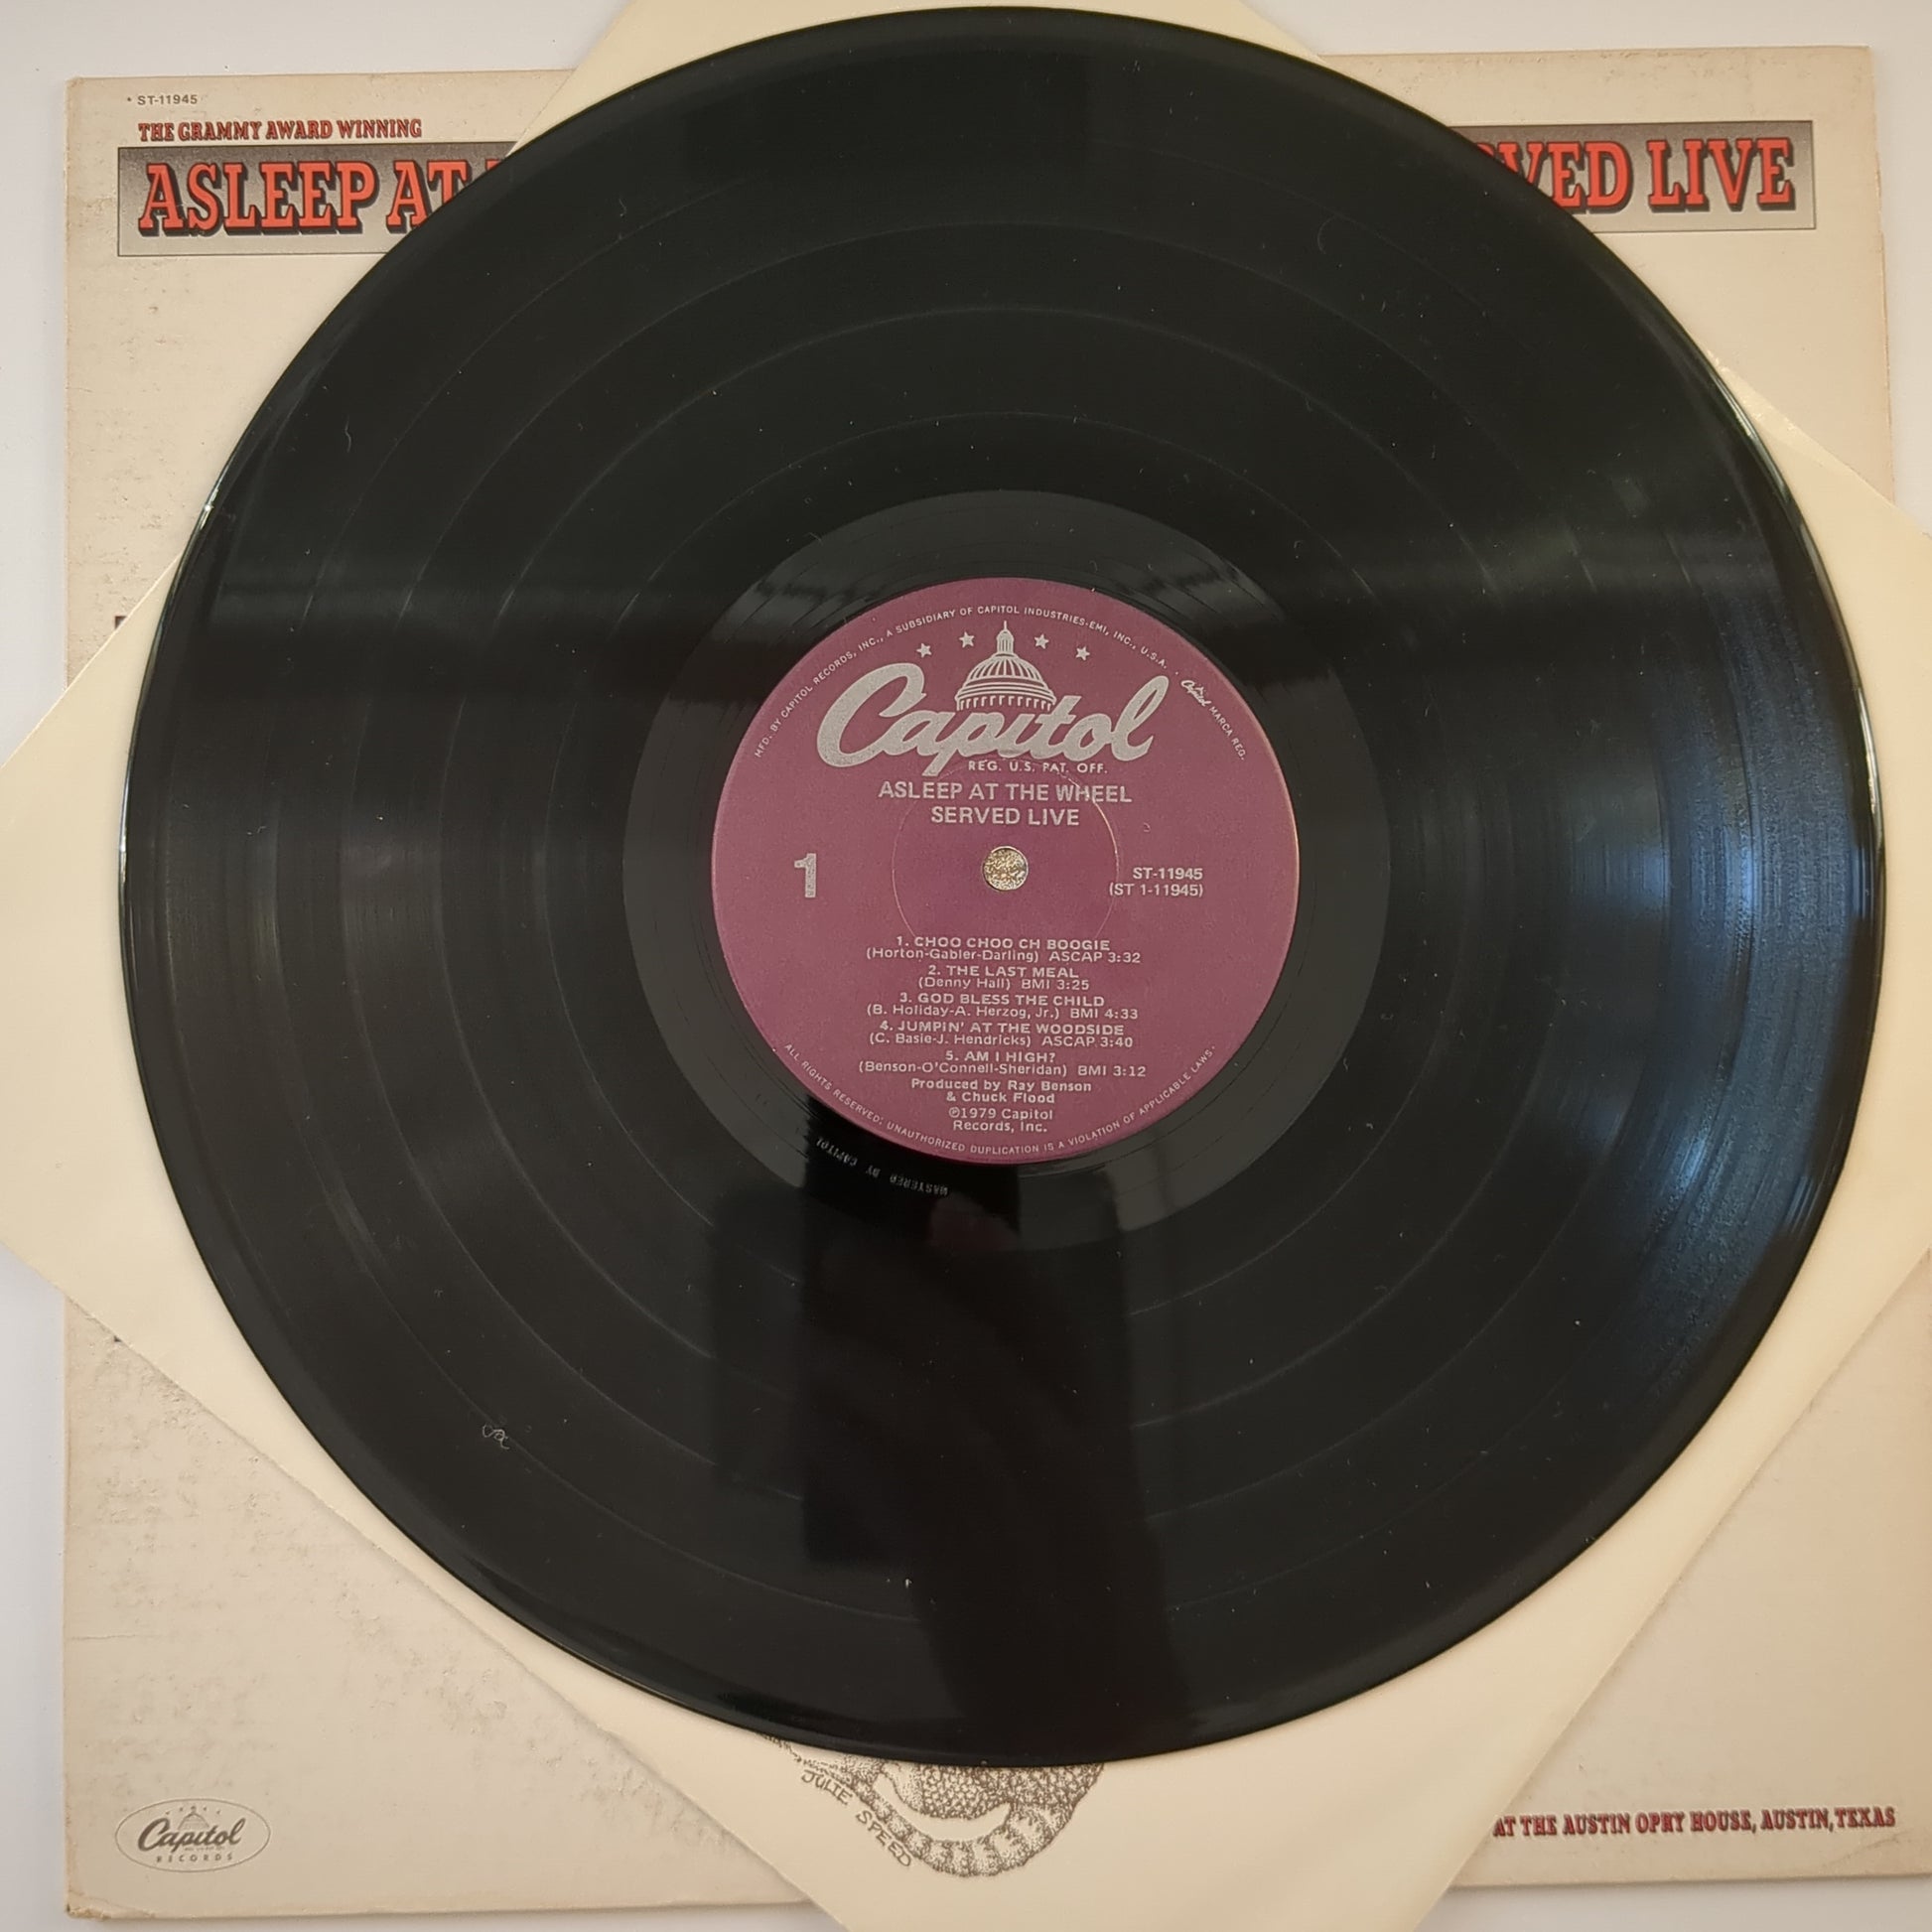 • ST-11945
THE GRAMMY AWARD WINNING
ASLEEP AT
VED LIVE
MFD. BY CAPITOL RECORDS, INC., A SUBSIDIARY OF CAPITOL INDUSTRIES-EMI, INC., U.S.A. • Capitol MARCA REG.
Capitol
REG. U.S. PAT. OFF.
ASLEEP AT THE WHEEL
SERVED LIVE
1
ST-11945
(ST 1-11945)
1. CHOO CHOO CH BOOGIE
(Horton-Gabler-Darling) ASCAP 3:32
2. THE LAST MEAL
(Denny Hall) BMI 3:25
3. GOD BLESS THE CHILD
(B. Holiday-A. Herzog, Jr.) BMI 4:33
4. JUMPIN' AT THE WOODSIDE
(C. Basie-J. Hendricks) ASCAP 3:40
5. AM I HIGH?
(Benson-O'Connell-Sheridan) BMI 3:12
Produced by Ray Benson
& Chuck Flood
℗1979 Capitol
Records, Inc.
ALL RIGHTS RESERVED; UNAUTHORIZED DUPLICATION IS A VIOLATION OF APPLICABLE LAWS.
MASTERED BY CAPITOL
JULIE SPEED
Capitol
RECORDS
AT THE AUSTIN OPRY HOUSE, AUSTIN, TEXAS